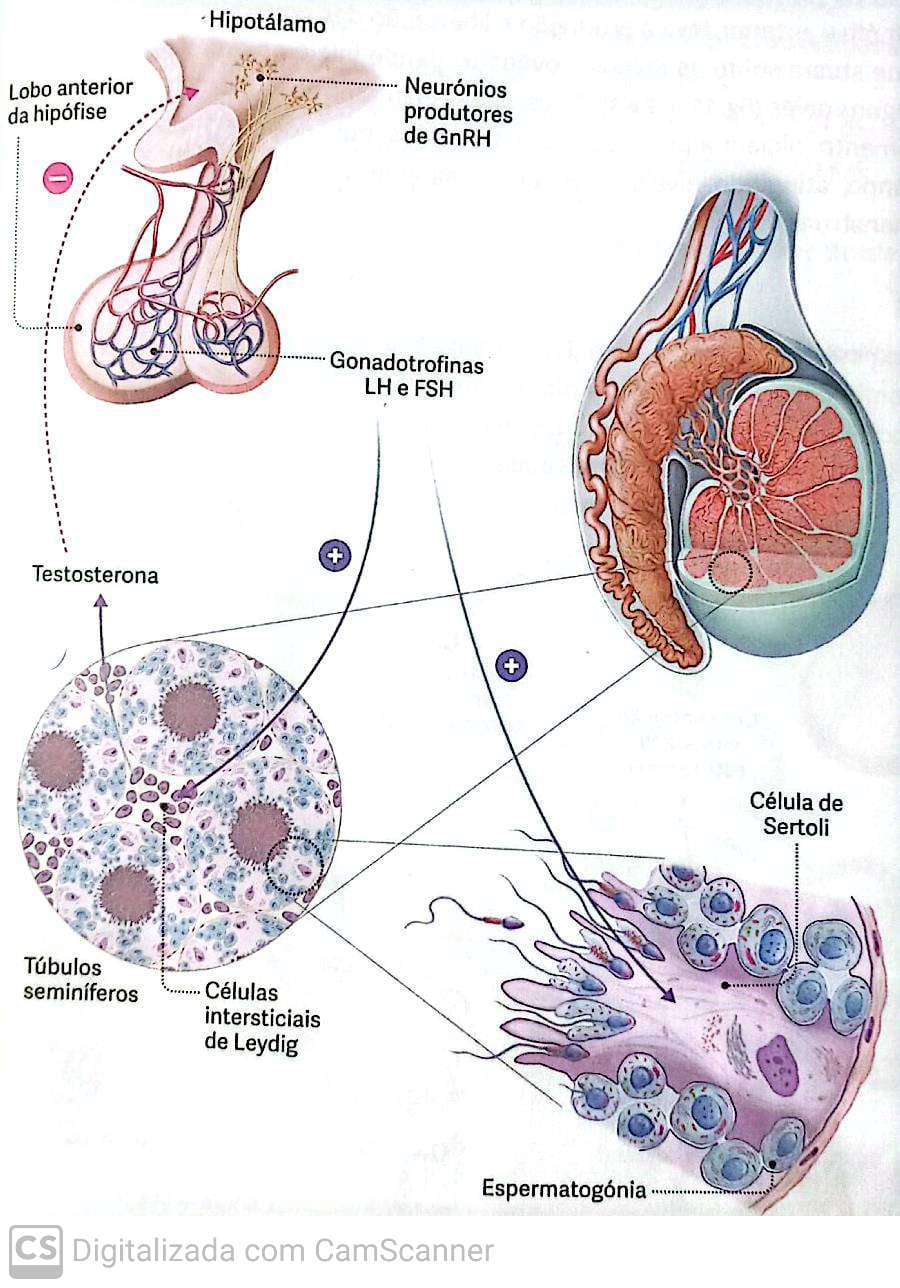 Hipotálamo
Lobo anterior
da hipófise
Neurónios
produtores
de GnRH
Gonadotrofinas
LH e FSH
Testosterona
Célula de
Sertoli
Túbulos
seminíferos
Células
intersticiais
de Leydig
Espermatogónia
CS Digitalizada com CamScanner